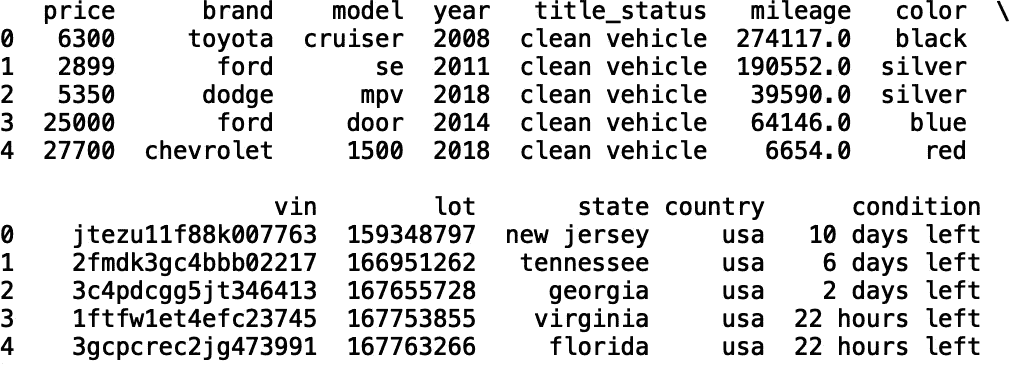 price brand model year title_status mileage color \
0 6300 toyota cruiser 2008 clean vehicle 274117.0 black
1 2899 ford se 2011 clean vehicle 190552.0 silver
2 5350 dodge mpv 2018 clean vehicle 39590.0 silver
3 25000 ford door 2014 clean vehicle 64146.0 blue
4 27700 chevrolet 1500 2018 clean vehicle 6654.0 red
vin lot state country condition
0 jtezu11f88k007763 159348797 new jersey usa 10 days left
1 2fmdk3gc4bbb02217 166951262 tennessee usa 6 days left
2 3c4pdcgg5jt346413 167655728 georgia usa 2 days left
3 1ftfw1et4efc23745 167753855 virginia usa 22 hours left
4 3gcpcrec2jg473991 167763266 florida usa 22 hours left